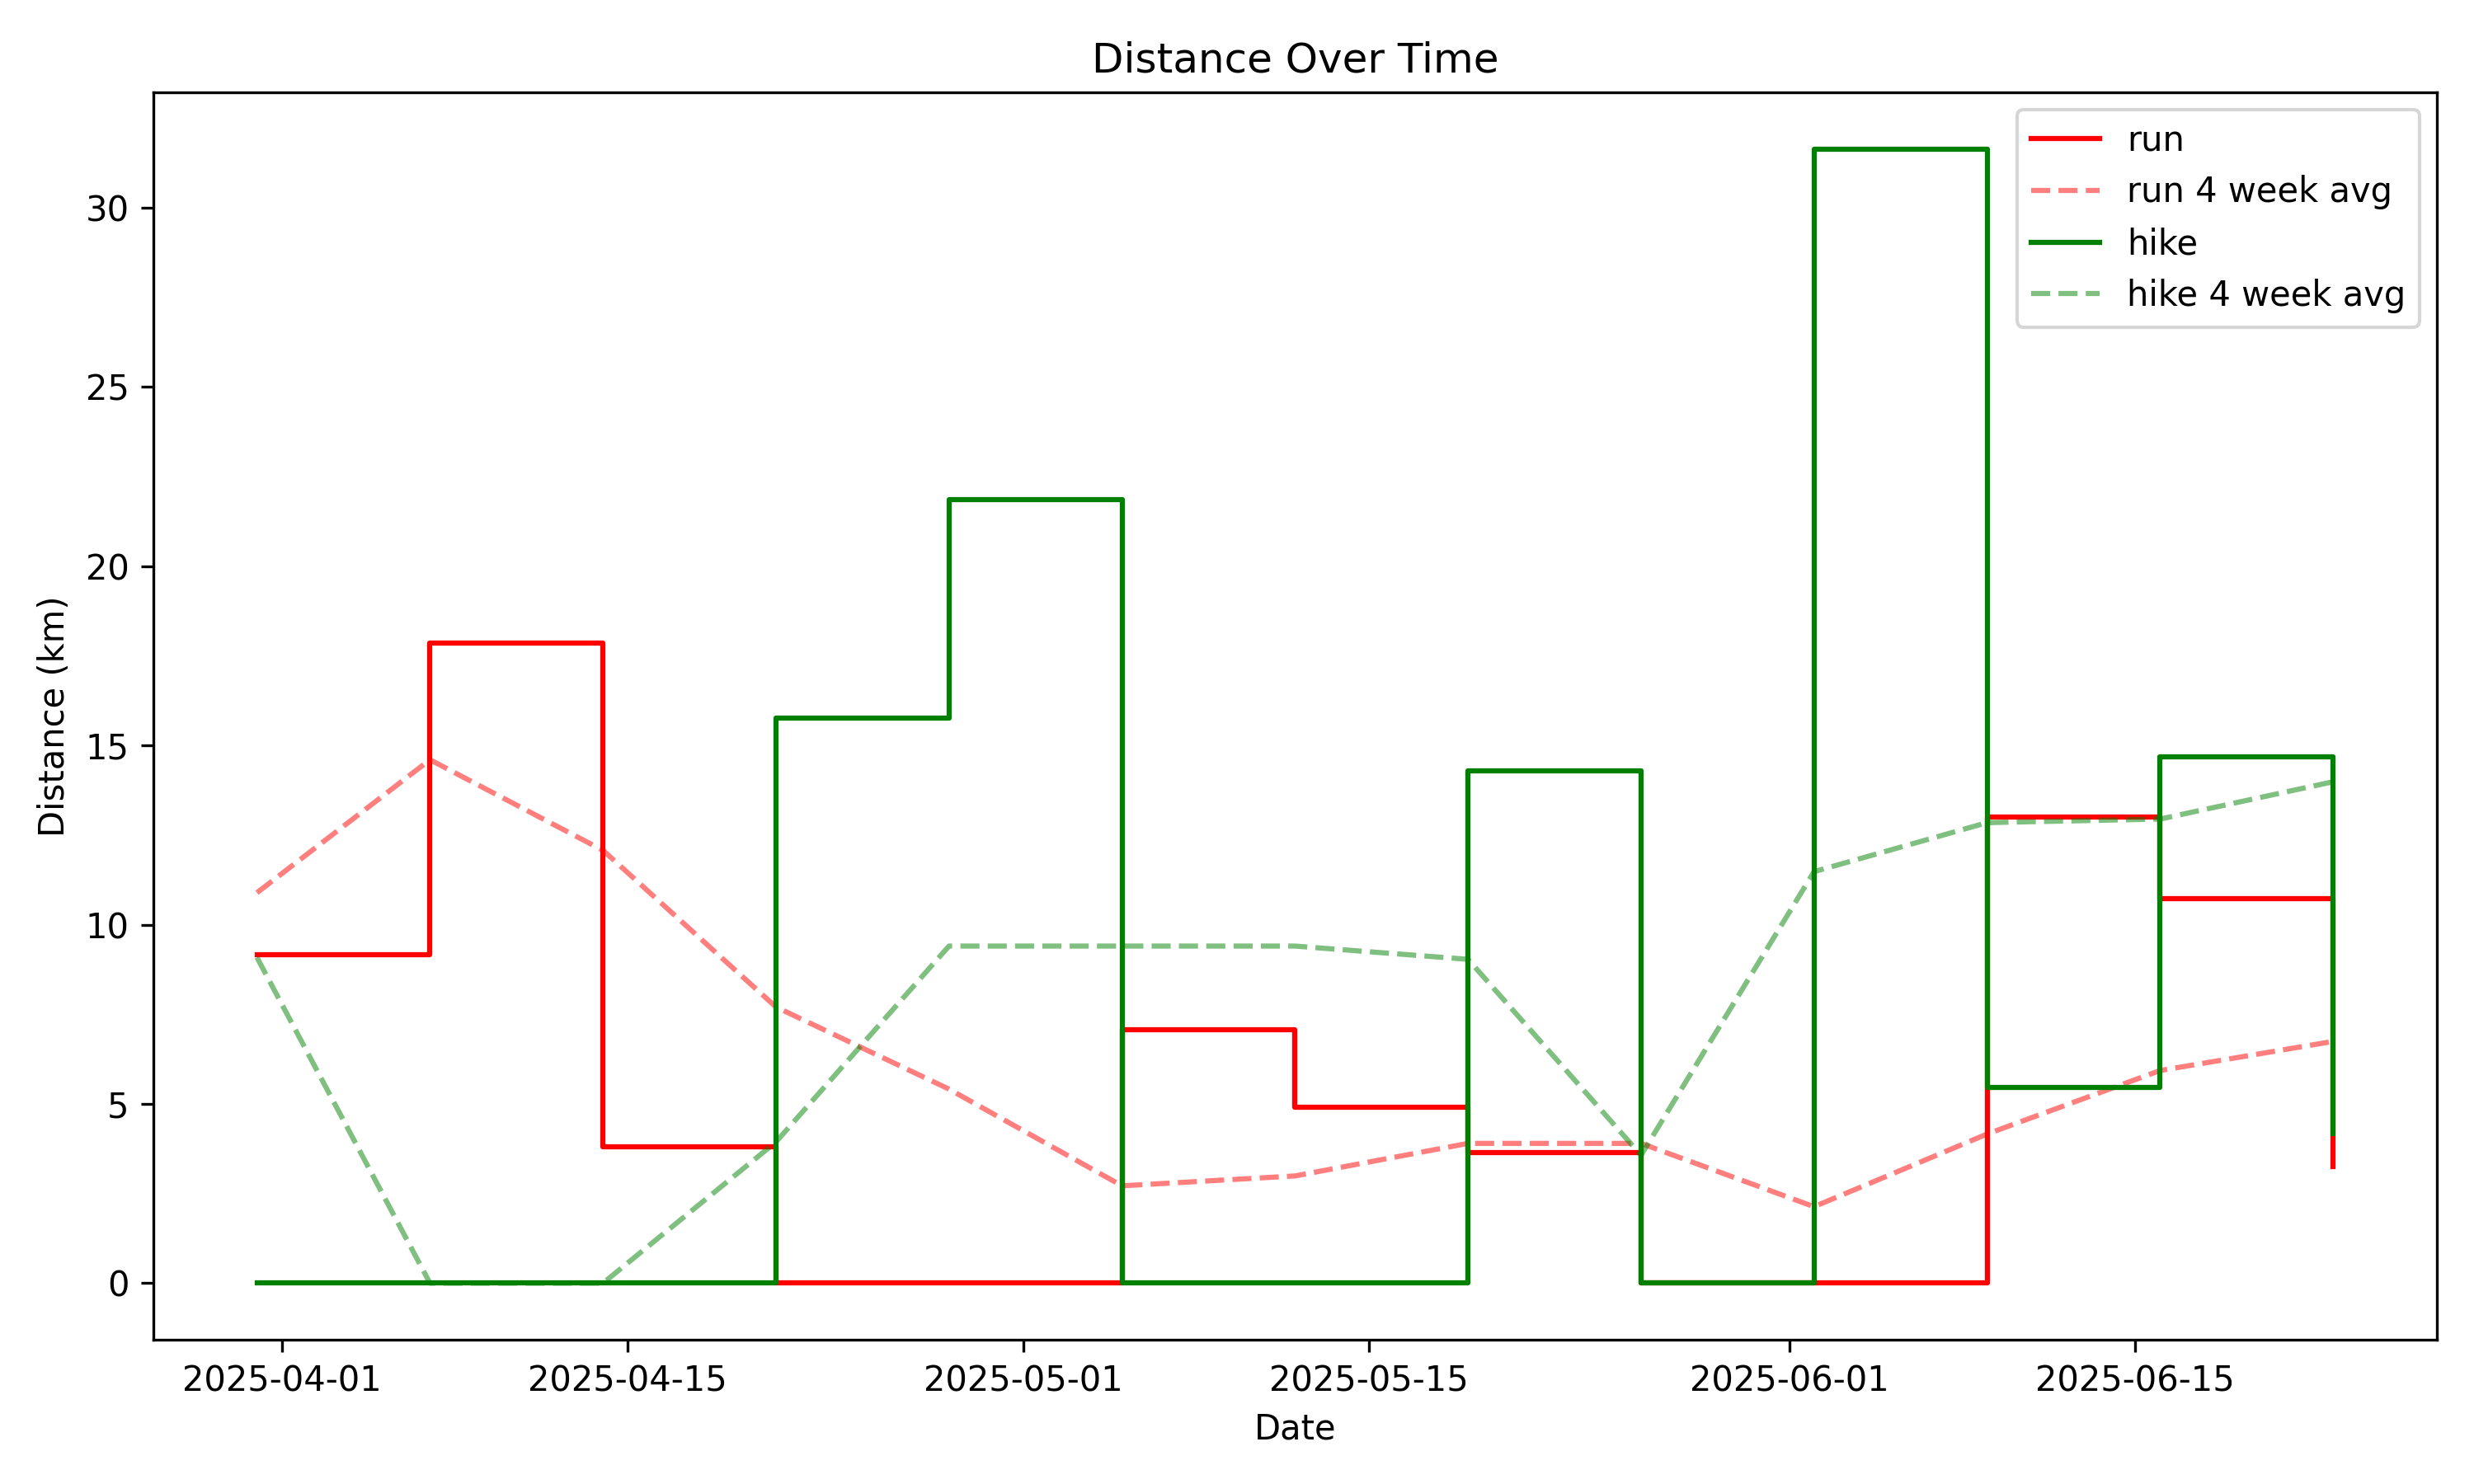 Distance Over Time
run
run 4 week avg
hike
hike 4 week avg
Distance (km)
30
25
20
15
10
5
0
2025-04-01 2025-04-15 2025-05-01 2025-05-15 2025-06-01 2025-06-15
Date